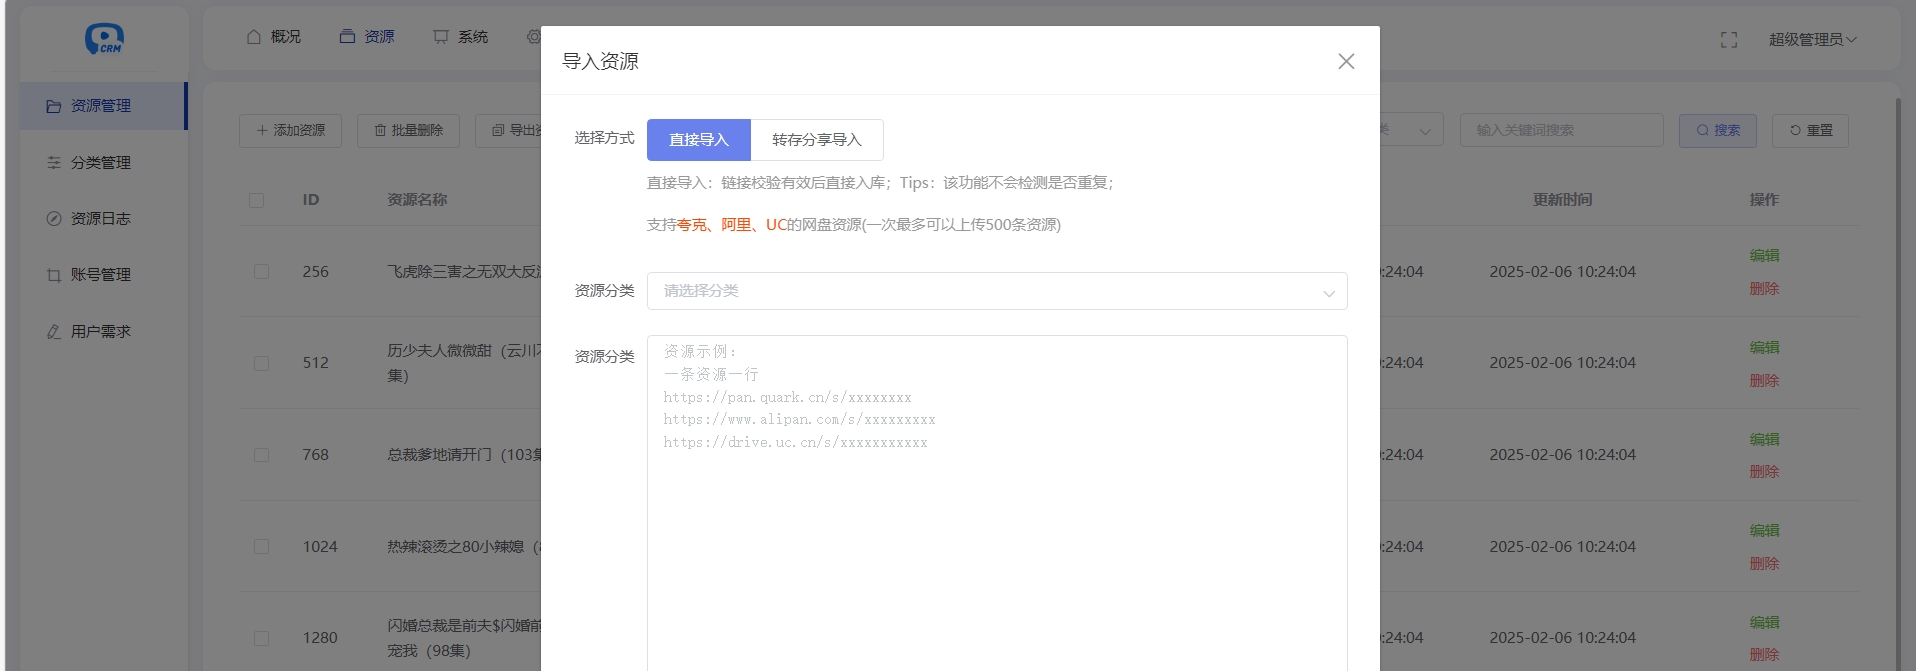 CRM
概况
资源
系统
超级管理员
资源管理
分类管理
资源日志
账号管理
用户需求
添加资源
批量删除
导出
输入关键词搜索
搜索
重置
ID
资源名称
更新时间
操作
256
飞虎除三害之无双大反
:24:04
2025-02-06 10:24:04
编辑
删除
512
历少夫人微微甜（云川
集)
:24:04
2025-02-06 10:24:04
编辑
删除
768
总裁爹地请开门（103
:24:04
2025-02-06 10:24:04
编辑
删除
1024
热辣滚烫之80小辣媳（
:24:04
2025-02-06 10:24:04
编辑
删除
1280
闪婚总裁是前夫$闪婚
宠我（98集)
:24:04
2025-02-06 10:24:04
编辑
删除
导入资源
选择方式
直接导入
转存分享导入
直接导入：链接校验有效后直接入库；Tips：该功能不会检测是否重复；
支持夸克、阿里、UC的网盘资源(一次最多可以上传500条资源)
资源分类
请选择分类
资源分类
资源示例：
一条资源一行
https://pan.quark.cn/s/xxxxxxxx
https://www.alipan.com/s/xxxxxxxxx
https://drive.uc.cn/s/xxxxxxxxxxx